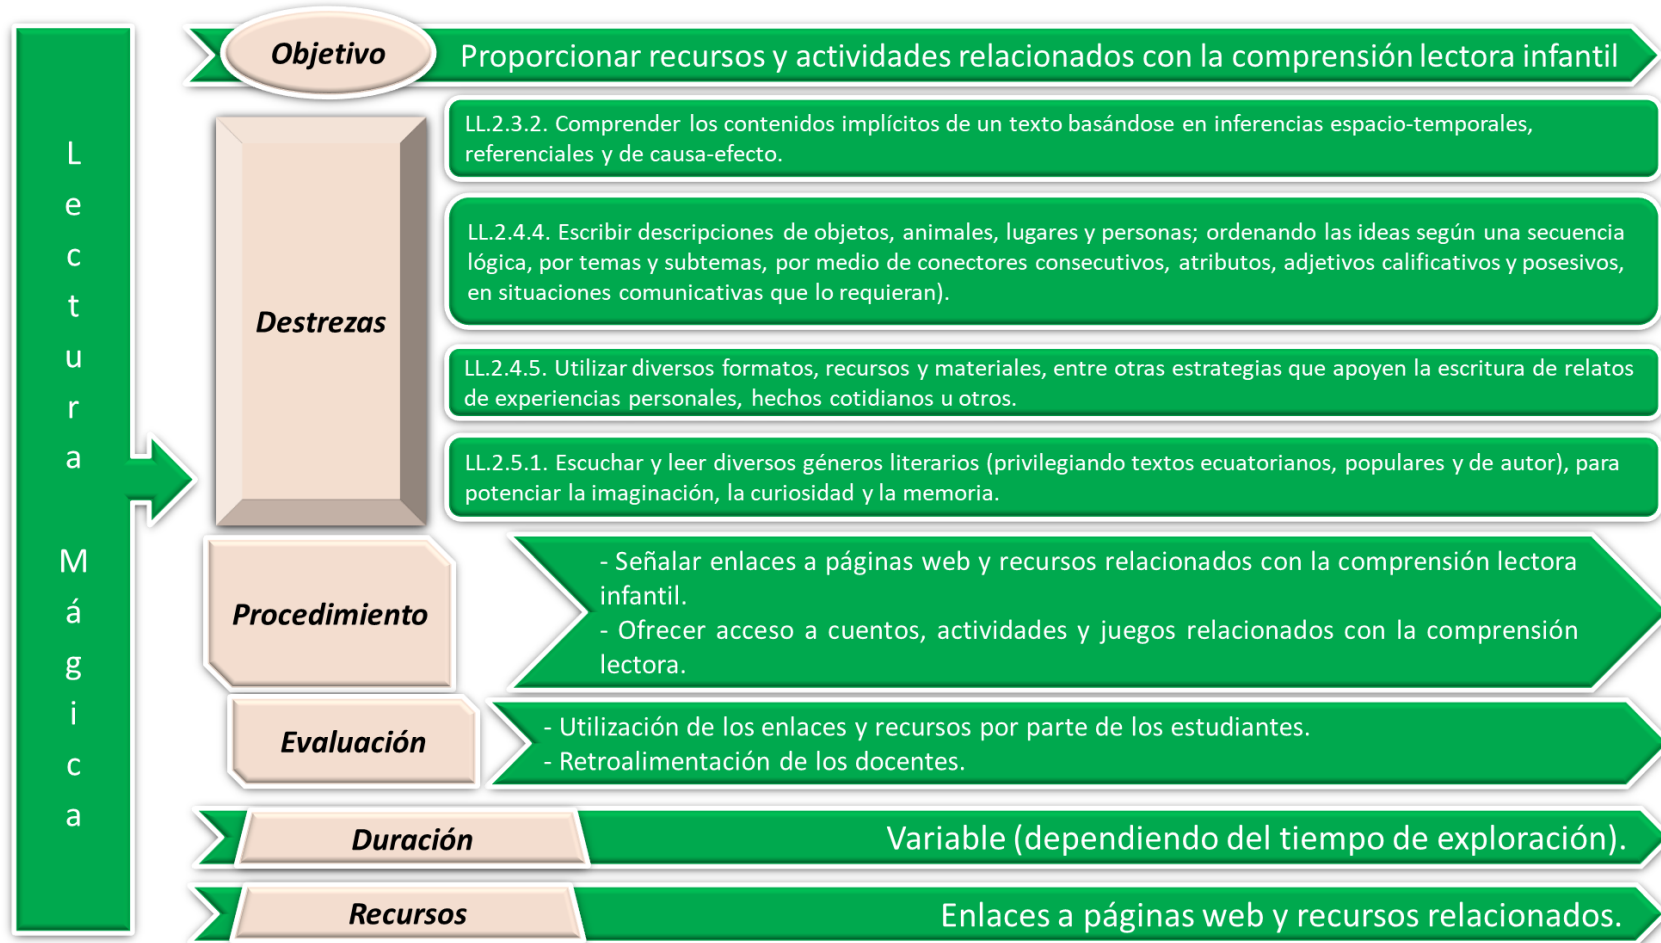 Lectura Mágica
Objetivo
Proporcionar recursos y actividades relacionados con la comprensión lectora infantil
Destrezas
LL.2.3.2. Comprender los contenidos implícitos de un texto basándose en inferencias espacio-temporales,
referenciales y de causa-efecto.
LL.2.4.4. Escribir descripciones de objetos, animales, lugares y personas; ordenando las ideas según una secuencia
lógica, por temas y subtemas, por medio de conectores consecutivos, atributos, adjetivos calificativos y posesivos,
en situaciones comunicativas que lo requieran).
LL.2.4.5. Utilizar diversos formatos, recursos y materiales, entre otras estrategias que apoyen la escritura de relatos
de experiencias personales, hechos cotidianos u otros.
LL.2.5.1. Escuchar y leer diversos géneros literarios (privilegiando textos ecuatorianos, populares y de autor), para
potenciar la imaginación, la curiosidad y la memoria.
Procedimiento
- Señalar enlaces a páginas web y recursos relacionados con la comprensión lectora
infantil.
- Ofrecer acceso a cuentos, actividades y juegos relacionados con la comprensión
lectora.
Evaluación
- Utilización de los enlaces y recursos por parte de los estudiantes.
- Retroalimentación de los docentes.
Duración
Variable (dependiendo del tiempo de exploración).
Recursos
Enlaces a páginas web y recursos relacionados.